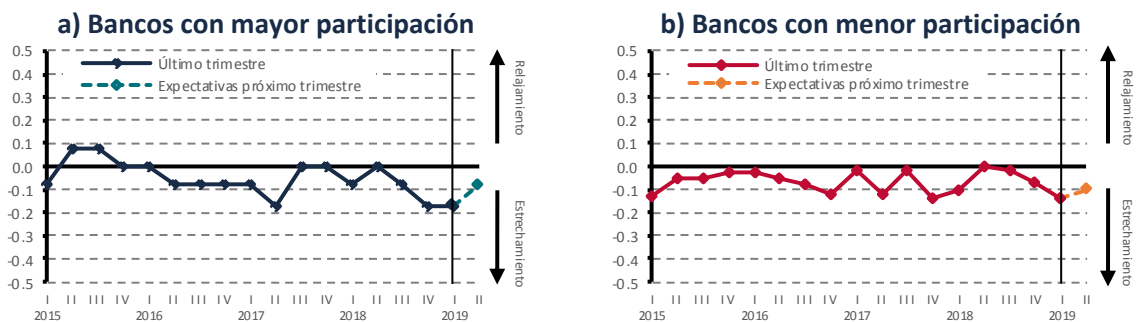 a) Bancos con mayor participación
0.5
0.4
0.3
0.2
0.1
0.0
-0.1
-0.2
-0.3
-0.4
-0.5
Último trimestre
Expectativas próximo trimestre
Relajamiento
Estrechamiento
I II III IV I II III IV I II III IV I II III IV I II
2015 2016 2017 2018 2019
b) Bancos con menor participación
0.5
0.4
0.3
0.2
0.1
0.0
-0.1
-0.2
-0.3
-0.4
-0.5
Último trimestre
Expectativas próximo trimestre
Relajamiento
Estrechamiento
I II III IV I II III IV I II III IV I II III IV I II
2015 2016 2017 2018 2019